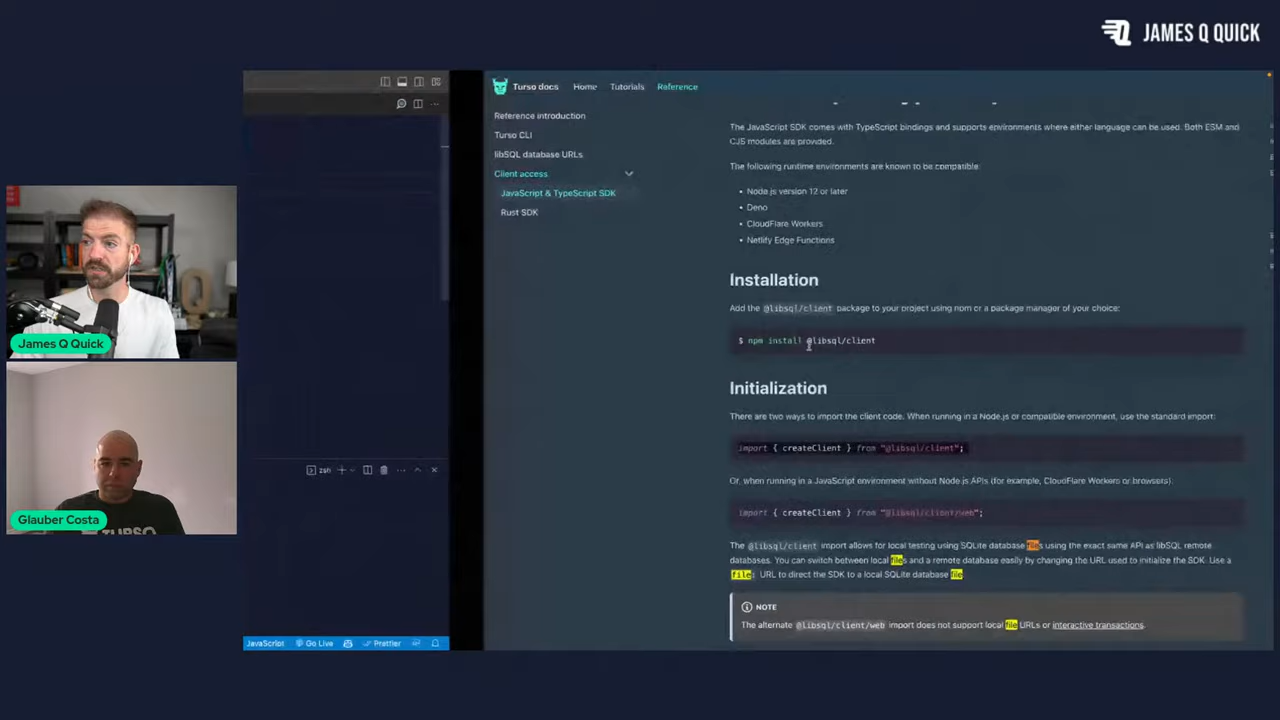 JAMES Q QUICK
Turso docs Home Tutorials Reference
Reference introduction
Turso CLI
libSQL database URLs
Client access
JavaScript & TypeScript SDK
Rust SDK
The JavaScript SDK comes with TypeScript bindings and supports environments where either language can be used. Both ESM and
CJS modules are provided.
The following runtime environments are known to be compatible:
Node.js version 12 or later
Deno
CloudFlare Workers
Netlify Edge Functions
Installation
Add the @libsql/client package to your project using npm or a package manager of your choice:
$ npm install @libsql/client
Initialization
There are two ways to import the client code. When running in a Node.js or compatible environment, use the standard import:
import { createClient } from "@libsql/client";
Or, when running in a JavaScript environment without Node.js APIs (for example, CloudFlare Workers or browsers).
import { createClient } from "@libsql/client/web";
The @libsql/client import allows for local testing using SQLite database files using the exact same API as libSQL remote
databases. You can switch between local files and a remote database easily by changing the URL used to initialize the SDK. Use a
file: URL to direct the SDK to a local SQLite database file
NOTE
The alternate @libsql/client/web import does not support local file URLs or interactive transactions.
James Q Quick
TURSO
Glauber Costa
zsh
JavaScript Go Live Prettier